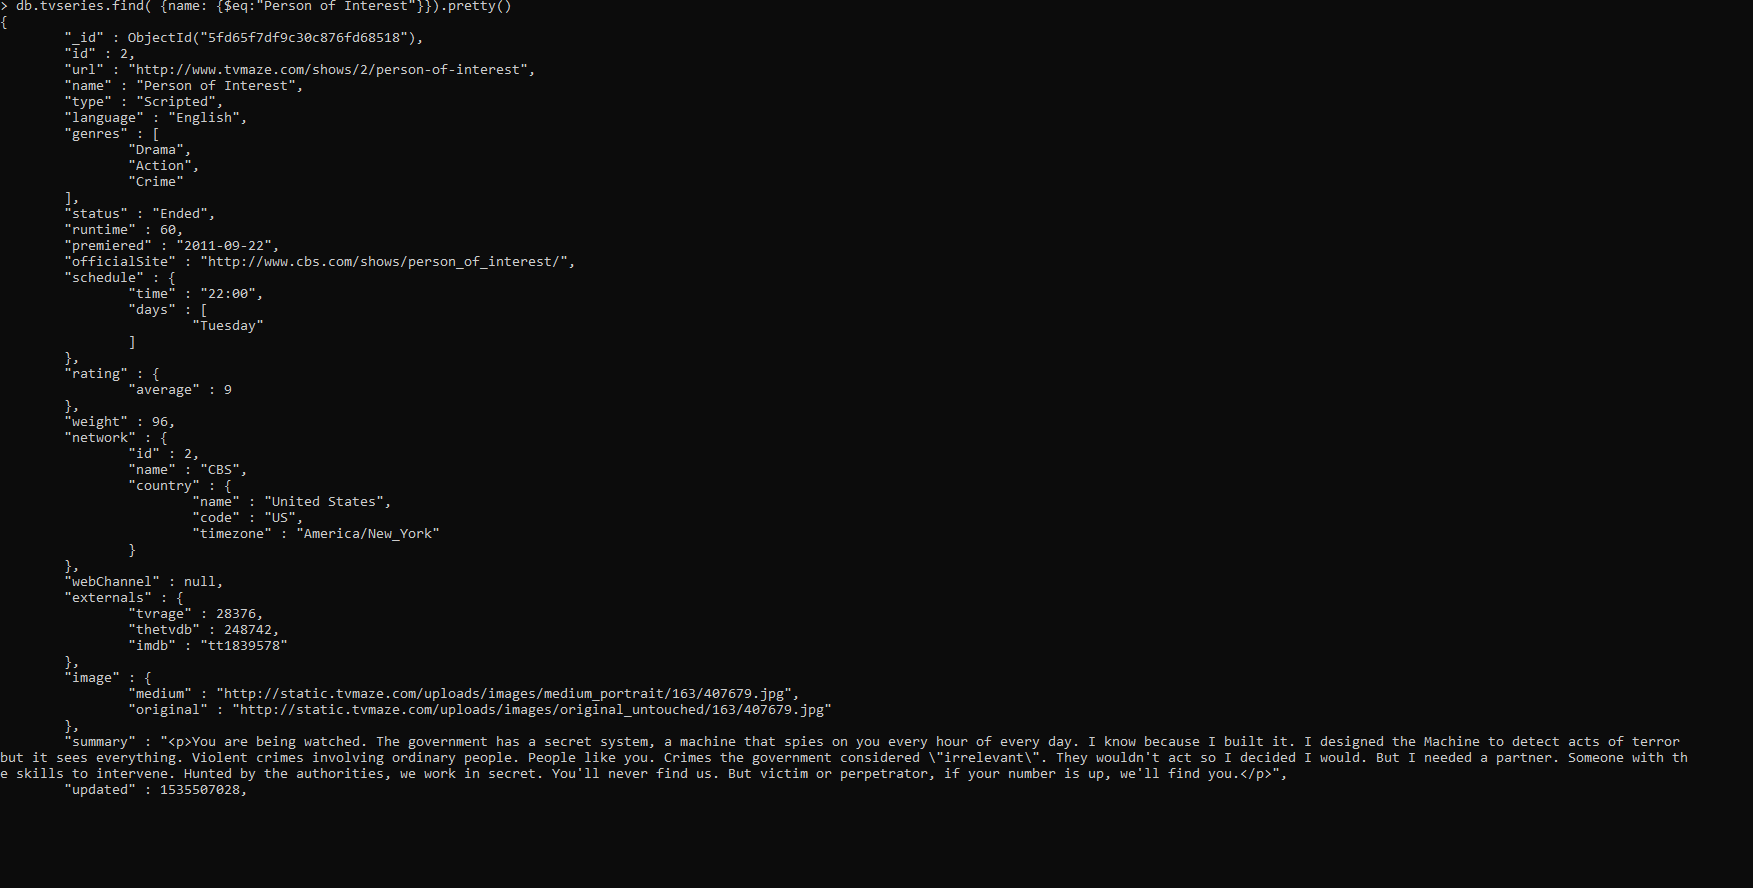 > db.tvseries.find( {name: {$eq:"Person of Interest"}}).pretty()
{
        "_id" : ObjectId("5fd65f7df9c30c876fd68518"),
        "id" : 2,
        "url" : "http://www.tvmaze.com/shows/2/person-of-interest",
        "name" : "Person of Interest",
        "type" : "Scripted",
        "language" : "English",
        "genres" : [
                "Drama",
                "Action",
                "Crime"
        ],
        "status" : "Ended",
        "runtime" : 60,
        "premiered" : "2011-09-22",
        "officialSite" : "http://www.cbs.com/shows/person_of_interest/",
        "schedule" : {
                "time" : "22:00",
                "days" : [
                        "Tuesday"
                ]
        },
        "rating" : {
                "average" : 9
        },
        "weight" : 96,
        "network" : {
                "id" : 2,
                "name" : "CBS",
                "country" : {
                        "name" : "United States",
                        "code" : "US",
                        "timezone" : "America/New_York"
                }
        },
        "webChannel" : null,
        "externals" : {
                "tvrage" : 28376,
                "thetvdb" : 248742,
                "imdb" : "tt1839578"
        },
        "image" : {
                "medium" : "http://static.tvmaze.com/uploads/images/medium_portrait/163/407679.jpg",
                "original" : "http://static.tvmaze.com/uploads/images/original_untouched/163/407679.jpg"
        },
        "summary" : "<p>You are being watched. The government has a secret system, a machine that spies on you every hour of every day. I know because I built it. I designed the Machine to detect acts of terror
but it sees everything. Violent crimes involving ordinary people. People like you. Crimes the government considered \"irrelevant\". They wouldn't act so I decided I would. But I needed a partner. Someone with th
e skills to intervene. Hunted by the authorities, we work in secret. You'll never find us. But victim or perpetrator, if your number is up, we'll find you.</p>",
        "updated" : 1535507028,